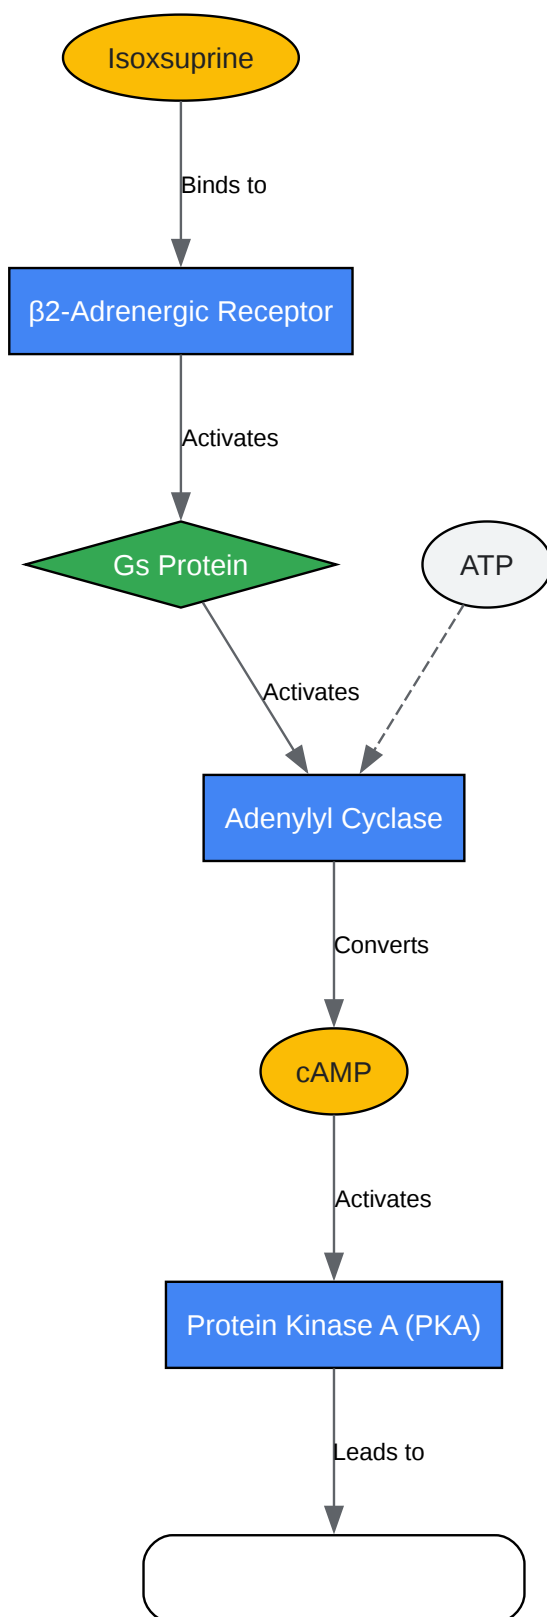 Isoxsuprine
Binds to
β2-Adrenergic Receptor
Activates
Gs Protein
ATP
Activates
Adenylyl Cyclase
Converts
cAMP
Activates
Protein Kinase A (PKA)
Leads to